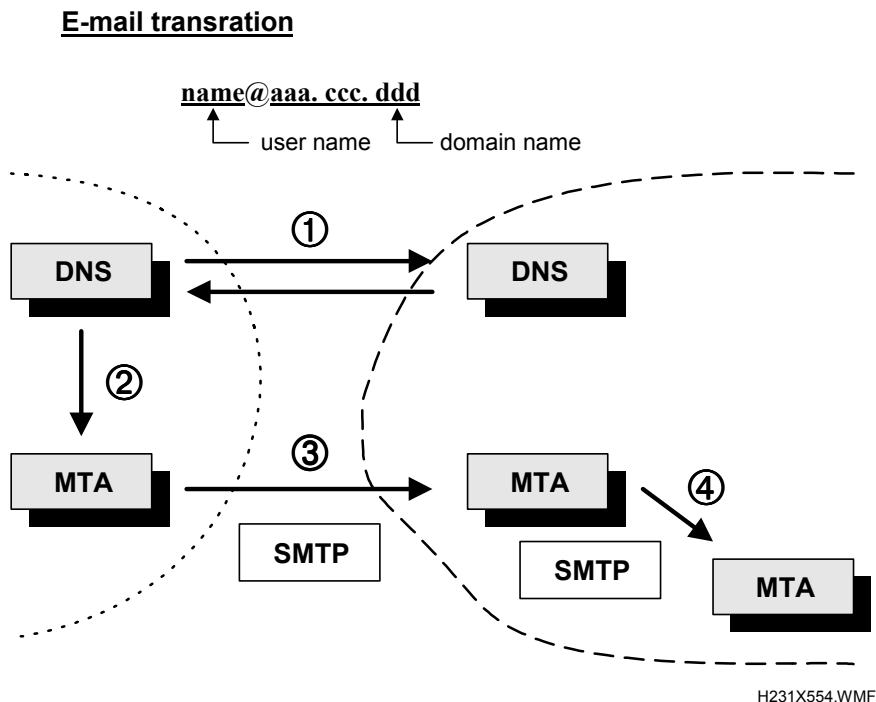 E-mail transration
name@aaa. ccc. ddd
user name
domain name
①
DNS
DNS
②
③
MTA
MTA
④
SMTP
SMTP
MTA
H231X554.WMF